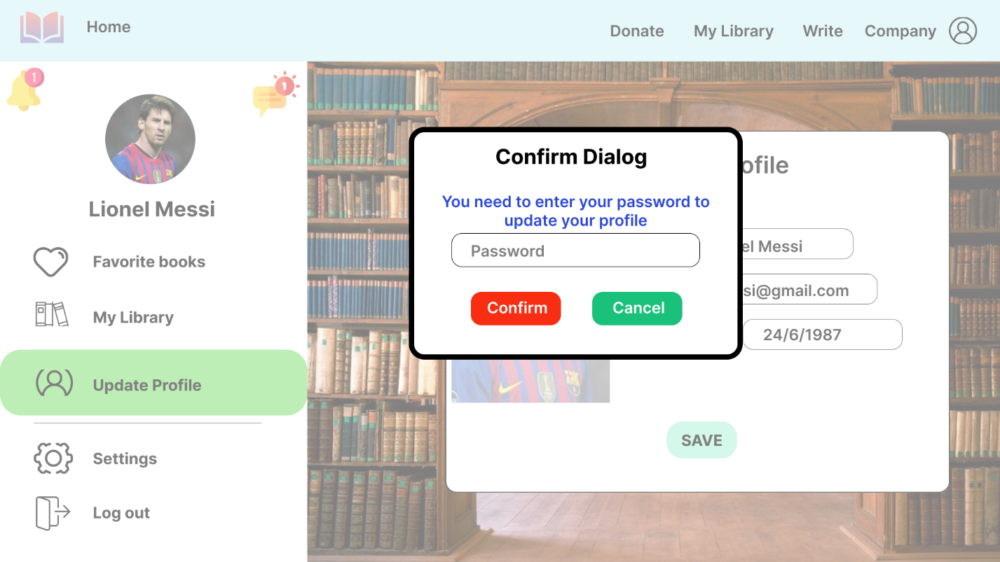 Home
Donate
My Library
Write
Company
1
1
Lionel Messi
Favorite books
My Library
Update Profile
Settings
Log out
ofile
Confirm Dialog
You need to enter your password to
update your profile
Password
Confirm
Cancel
el Messi
si@gmail.com
24/6/1987
SAVE